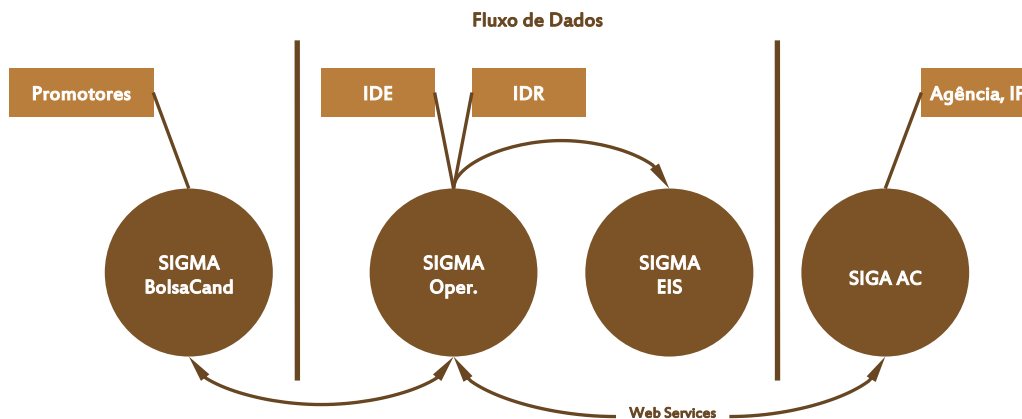 Fluxo de Dados
Promotores
IDE
IDR
Agência,
SIGMA
BolsaCand
SIGMA
Oper.
SIGMA
EIS
SIGA AC
Web Services